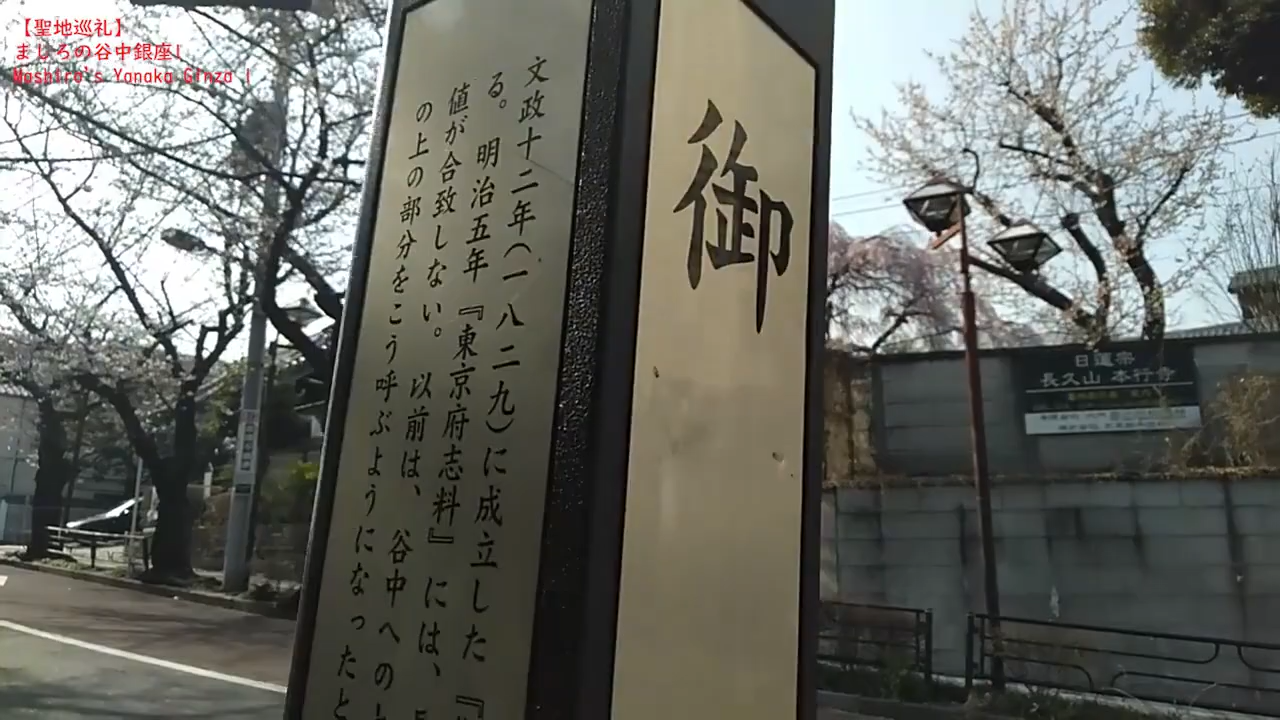 【聖地巡礼】
ましろの谷中銀座!
Mashiro's Yanaka Ginza !
文政十二年(一八二九)に成立した『
る。明治五年『東京府志料』には、
値が合致しない。以前は、谷中への
の上の部分をこう呼ぶようになったと
御
日蓮宗
長久山 本行寺